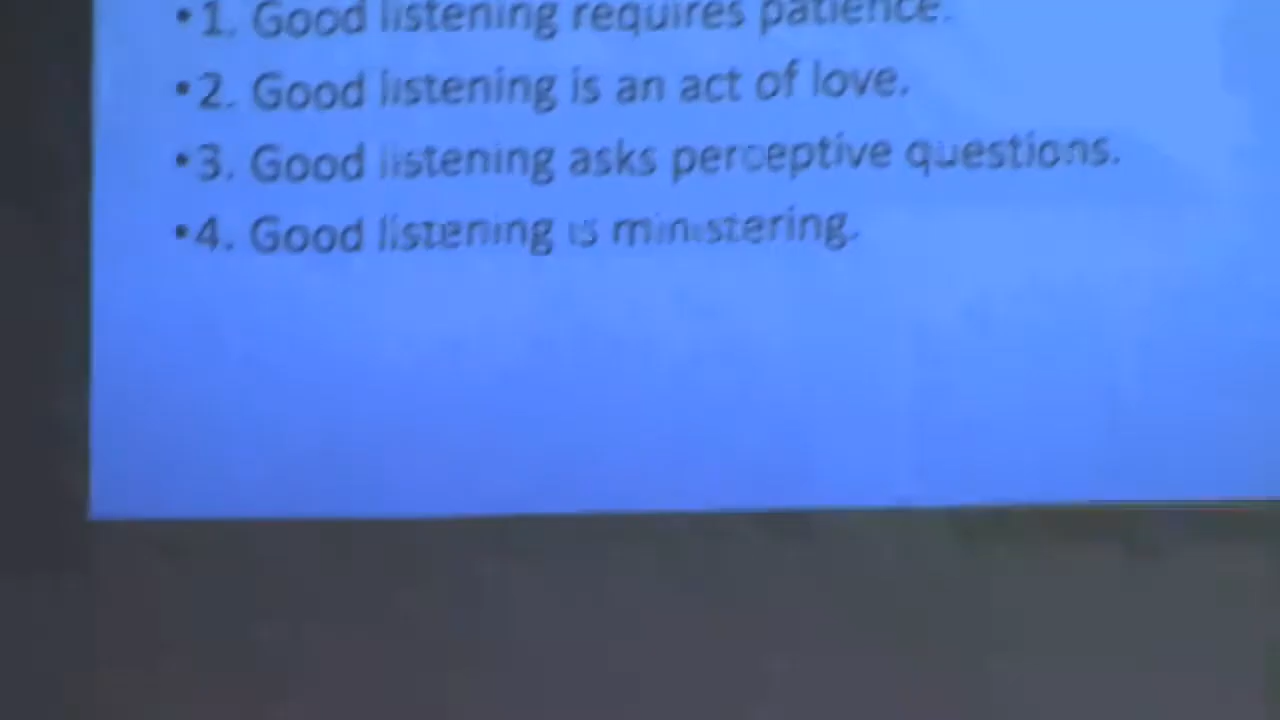 •1. Good listening requires patience.
•2. Good listening is an act of love.
•3. Good listening asks perceptive questions.
•4. Good listening is ministering.